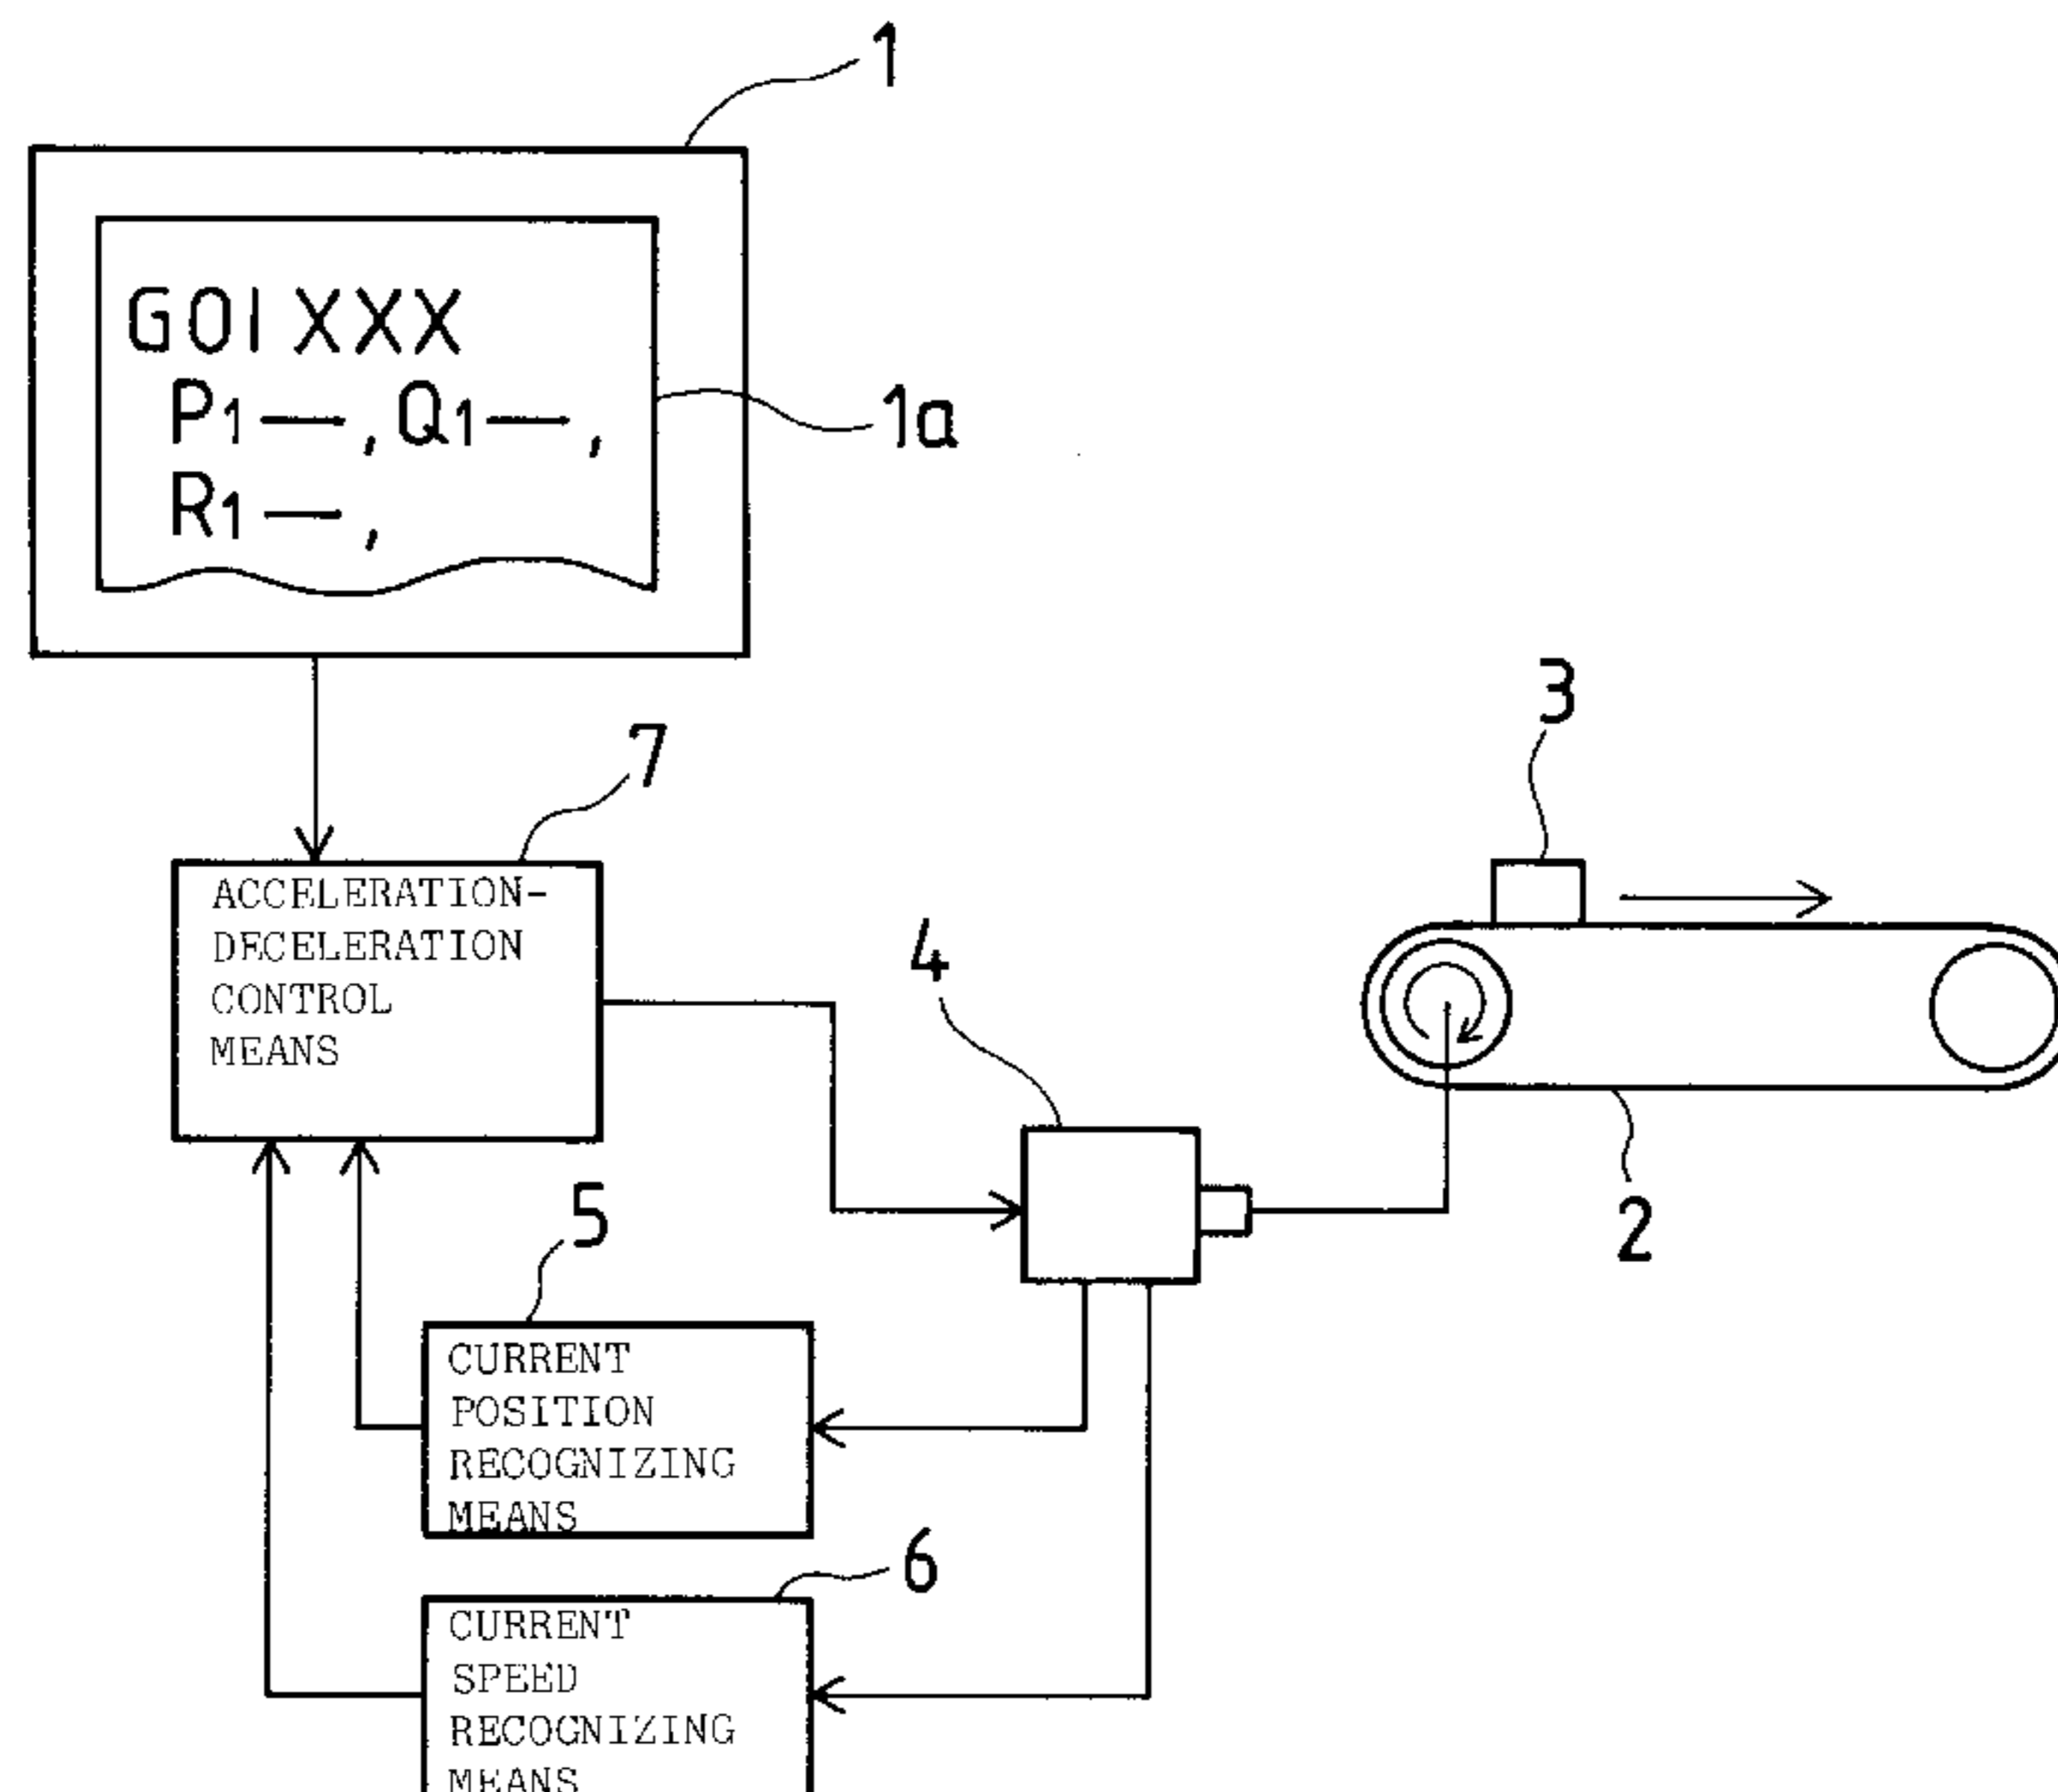 1
GO1 XXX
P1—, Q1—,
1a
R1—,
3
7
ACCELERATION-
DECELERATION
CONTROL
MEANS
4
5
2
CURRENT
POSITION
RECOGNIZING
MEANS
6
CURRENT
SPEED
RECOGNIZING
MEANS